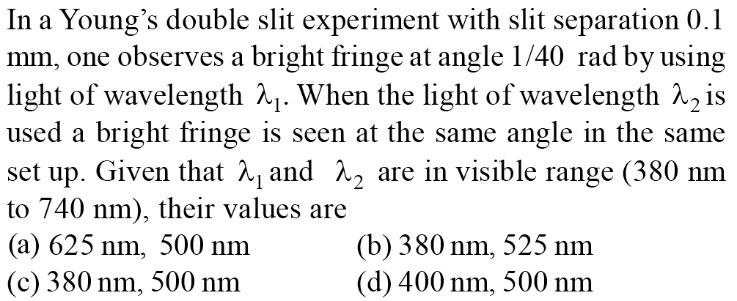 In a Young’s double slit experiment with slit separation 0.1
mm, one observes a bright fringe at angle 1/40 rad by using
light of wavelength λ₁. When the light of wavelength λ₂ is
used a bright fringe is seen at the same angle in the same
set up. Given that λ₁ and λ₂ are in visible range (380 nm
to 740 nm), their values are
(a) 625 nm, 500 nm (b) 380 nm, 525 nm
(c) 380 nm, 500 nm (d) 400 nm, 500 nm